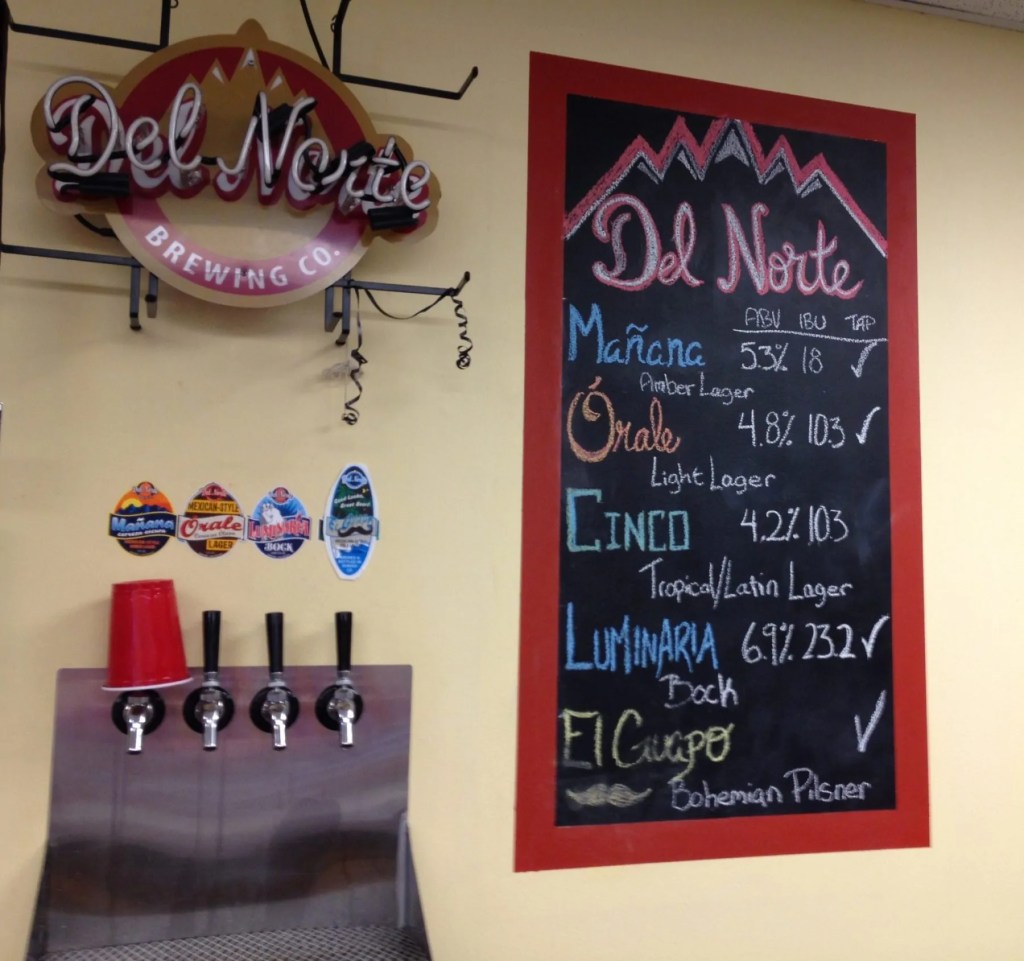 Del Norte
BREWING CO.
Del Norte
ABV IBU TAP
Mañana 5.3% 18 ✓
Amber Lager
Órale 4.8% 10.3 ✓
Light Lager
CINCO 4.2% 10.3
Tropical/Latin Lager
LUMINARIA 6.9% 23.2 ✓
Bock
El Guapo ✓
Bohemian Pilsner
Mañana
MEXICAN-STYLE
Orale
LAGER
LUMINARIA
BOCK